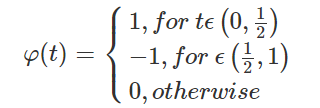 1, for tϵ (0, 1/2)
φ(t) = { −1, for ϵ (1/2, 1)
0, otherwise